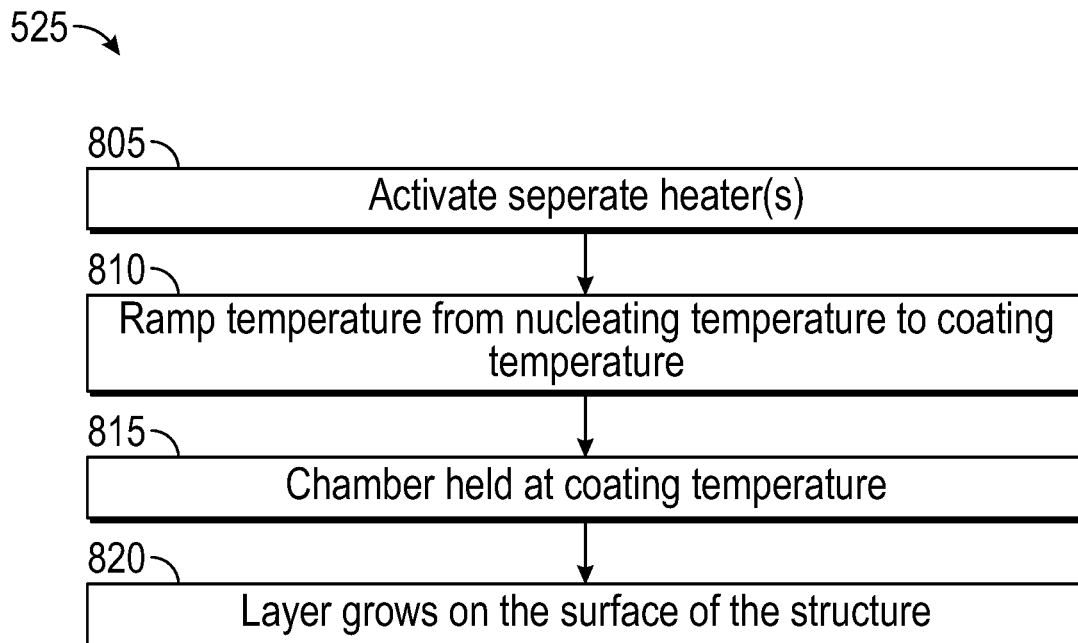 525
805
Activate seperate heater(s)
810
Ramp temperature from nucleating temperature to coating
temperature
815
Chamber held at coating temperature
820
Layer grows on the surface of the structure